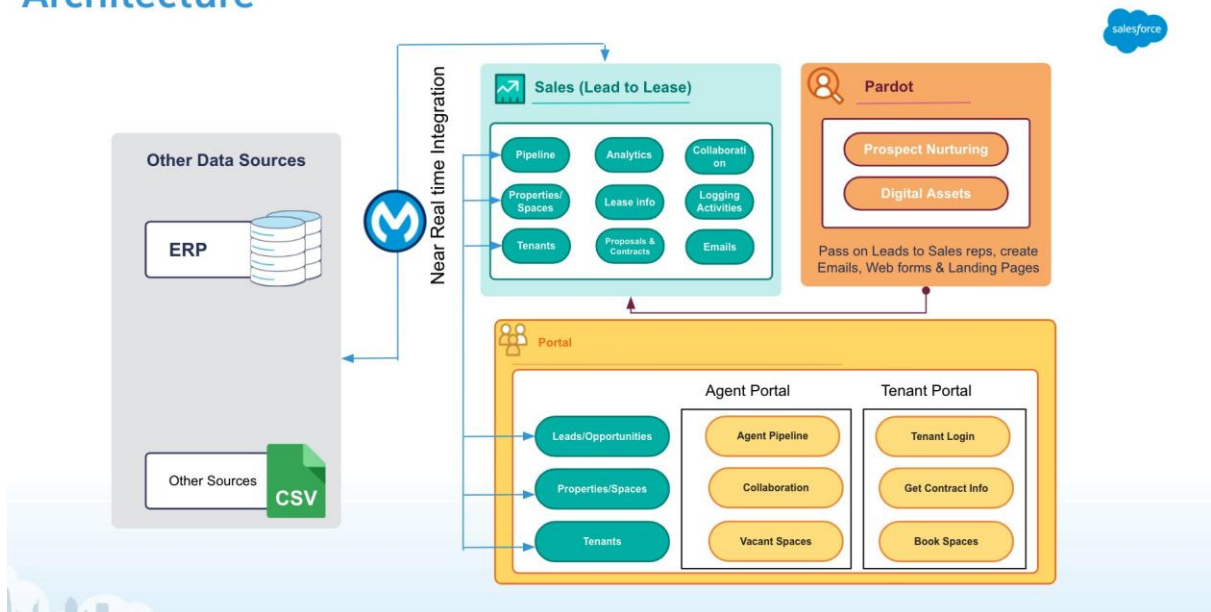 Architecture
salesforce
Other Data Sources
ERP
Other Sources
CSV
Near Real time Integration
Sales (Lead to Lease)
Pipeline
Analytics
Collaborati
on
Properties/
Spaces
Lease info
Logging
Activities
Tenants
Proposals &
Contracts
Emails
Pardot
Prospect Nurturing
Digital Assets
Pass on Leads to Sales reps, create
Emails, Web forms & Landing Pages
Portal
Agent Portal
Tenant Portal
Leads/Opportunities
Agent Pipeline
Tenant Login
Properties/Spaces
Collaboration
Get Contract Info
Tenants
Vacant Spaces
Book Spaces